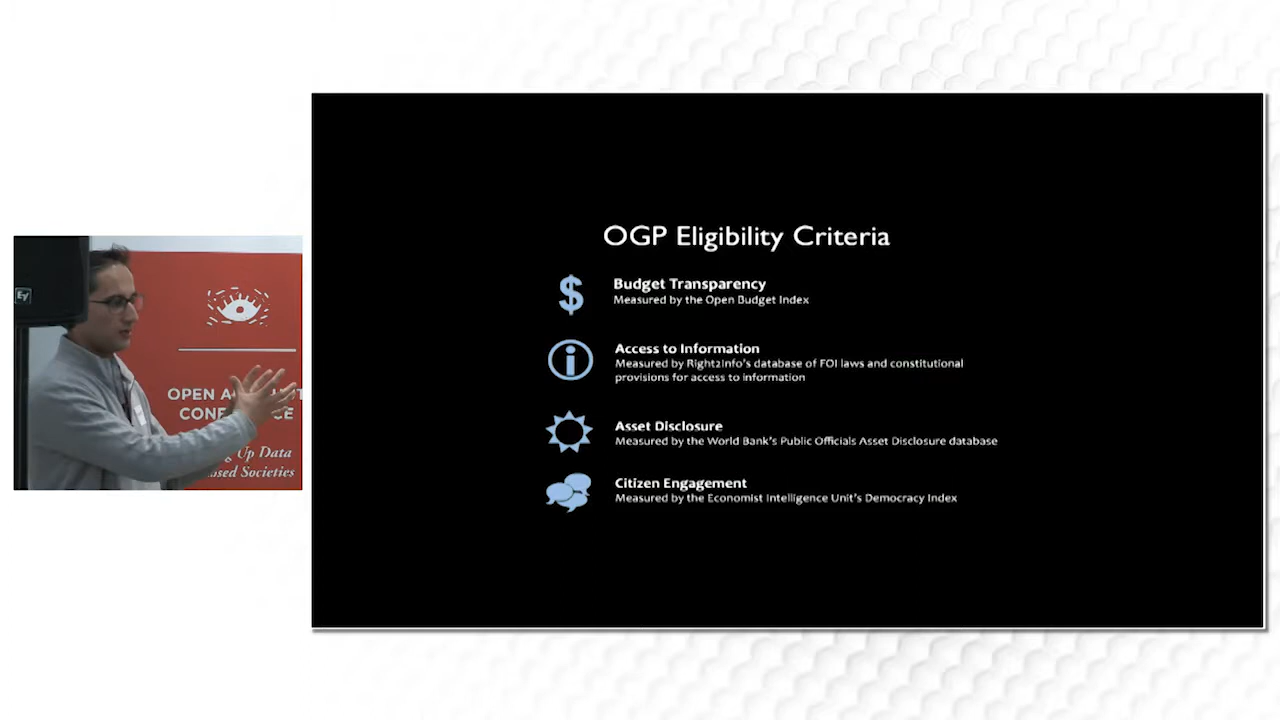 OGP Eligibility Criteria
Budget Transparency
Measured by the Open Budget Index
Access to Information
Measured by Right2Info's database of FOI laws and constitutional
provisions for access to information
Asset Disclosure
Measured by the World Bank's Public Officials Asset Disclosure database
Citizen Engagement
Measured by the Economist Intelligence Unit's Democracy Index
EV
OPEN
Up Data
Societies